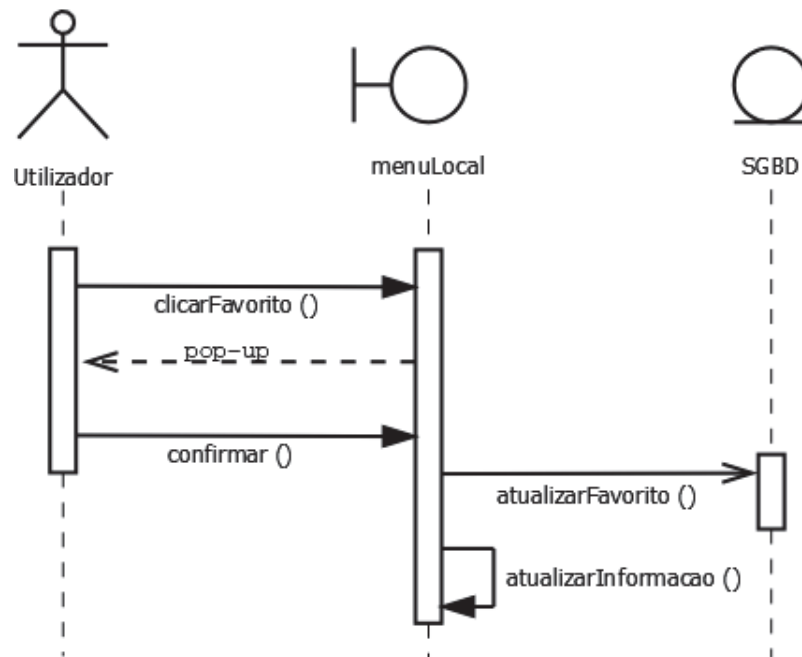 Utilizador
menuLocal
SGBD
clicarFavorito ()
pop-up
confirmar ()
atualizarFavorito ()
atualizarInformacao ()